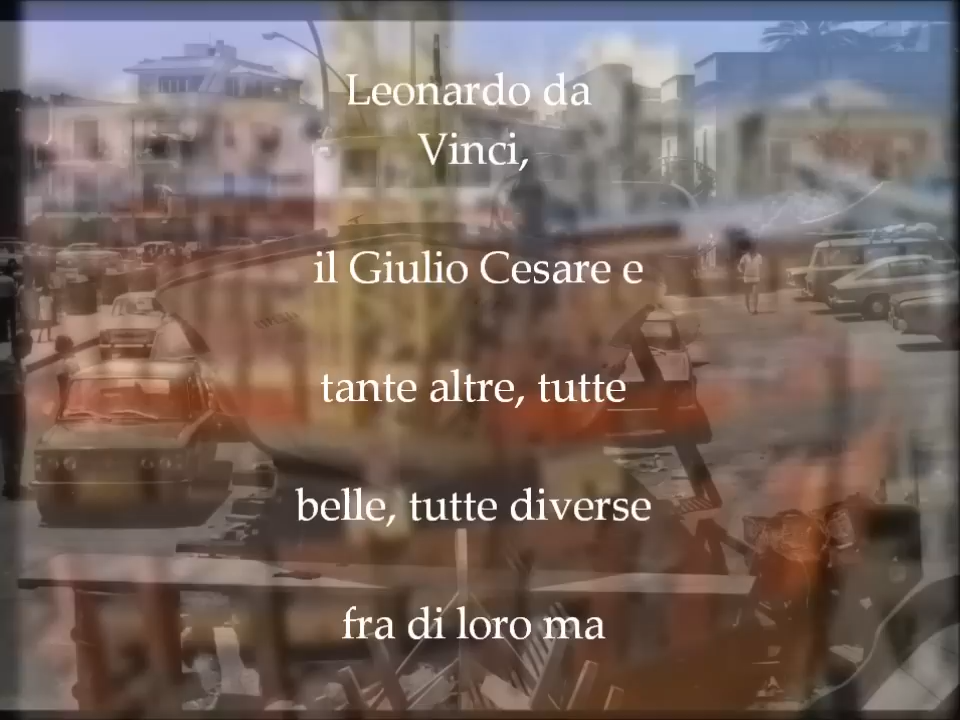 Leonardo da
Vinci,
il Giulio Cesare e
tante altre, tutte
belle, tutte diverse
fra di loro ma